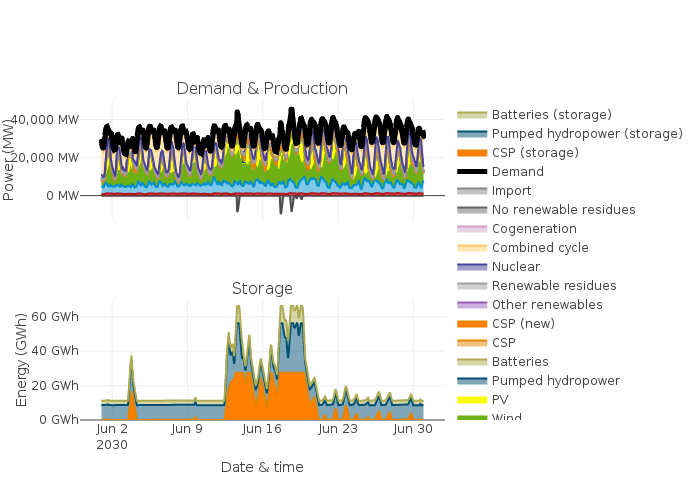 Demand & Production
40,000 MW
20,000 MW
0 MW
Power (MW)
Storage
60 GWh
40 GWh
20 GWh
0 GWh
Energy (GWh)
Jun 2
2030
Jun 9
Jun 16
Jun 23
Jun 30
Date & time
Batteries (storage)
Pumped hydropower (storage)
CSP (storage)
Demand
Import
No renewable residues
Cogeneration
Combined cycle
Nuclear
Renewable residues
Other renewables
CSP (new)
CSP
Batteries
Pumped hydropower
PV
Wind